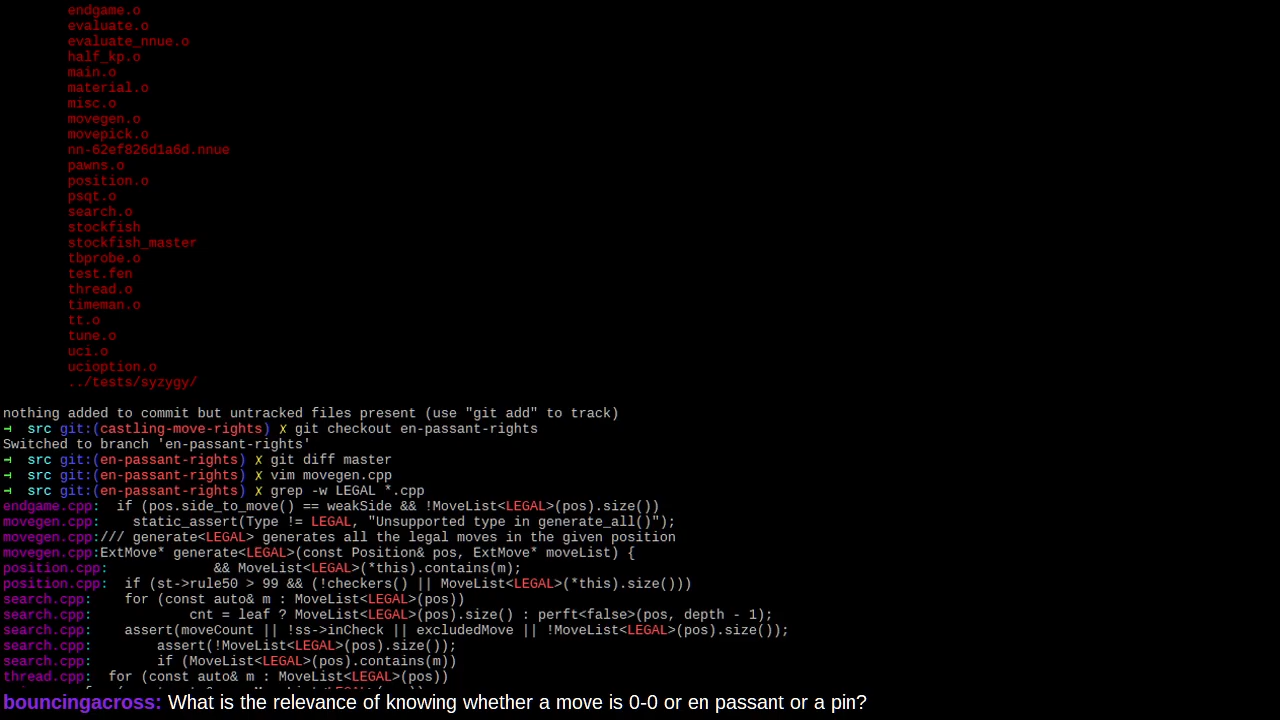 endgame.o
evaluate.o
evaluate_nnue.o
half_kp.o
main.o
material.o
misc.o
movegen.o
movepick.o
nn-62ef826d1a6d.nnue
pawns.o
position.o
psqt.o
search.o
stockfish
stockfish_master
tbprobe.o
test.fen
thread.o
timeman.o
tt.o
tune.o
uci.o
ucioption.o
../tests/syzygy/
nothing added to commit but untracked files present (use "git add" to track)
→ src git:(castling-move-rights) ✗ git checkout en-passant-rights
Switched to branch 'en-passant-rights'
→ src git:(en-passant-rights) ✗ git diff master
→ src git:(en-passant-rights) ✗ vim movegen.cpp
→ src git:(en-passant-rights) ✗ grep -w LEGAL *.cpp
endgame.cpp:  if (pos.side_to_move() == weakSide && !MoveList<LEGAL>(pos).size())
movegen.cpp:    static_assert(Type != LEGAL, "Unsupported type in generate_all()");
movegen.cpp:/// generate<LEGAL> generates all the legal moves in the given position
movegen.cpp:ExtMove* generate<LEGAL>(const Position& pos, ExtMove* moveList) {
position.cpp:             && MoveList<LEGAL>(*this).contains(m);
position.cpp:  if (st->rule50 > 99 && (!checkers() || MoveList<LEGAL>(*this).size()))
search.cpp:    for (const auto& m : MoveList<LEGAL>(pos))
search.cpp:            cnt = leaf ? MoveList<LEGAL>(pos).size() : perft<false>(pos, depth - 1);
search.cpp:    assert(moveCount || !ss->inCheck || excludedMove || !MoveList<LEGAL>(pos).size());
search.cpp:        assert(!MoveList<LEGAL>(pos).size());
search.cpp:        if (MoveList<LEGAL>(pos).contains(m))
thread.cpp:  for (const auto& m : MoveList<LEGAL>(pos))
bouncingacross: What is the relevance of knowing whether a move is 0-0 or en passant or a pin?